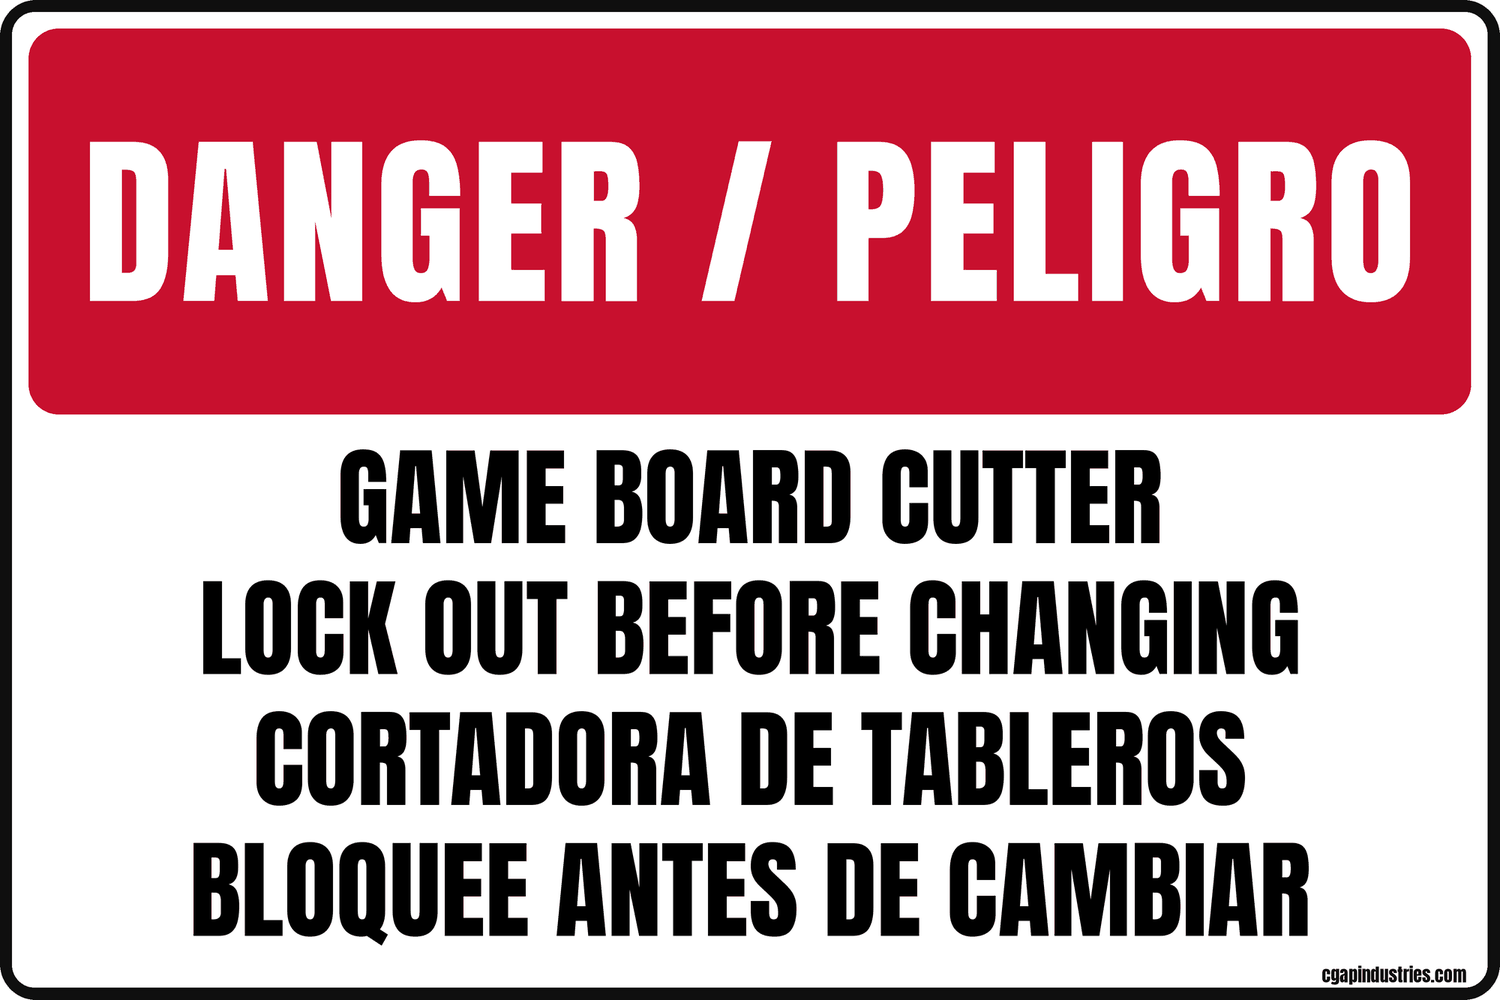 DANGER / PELIGRO
GAME BOARD CUTTER
LOCK OUT BEFORE CHANGING
CORTADORA DE TABLEROS
BLOQUEE ANTES DE CAMBIAR
cgapindustries.com